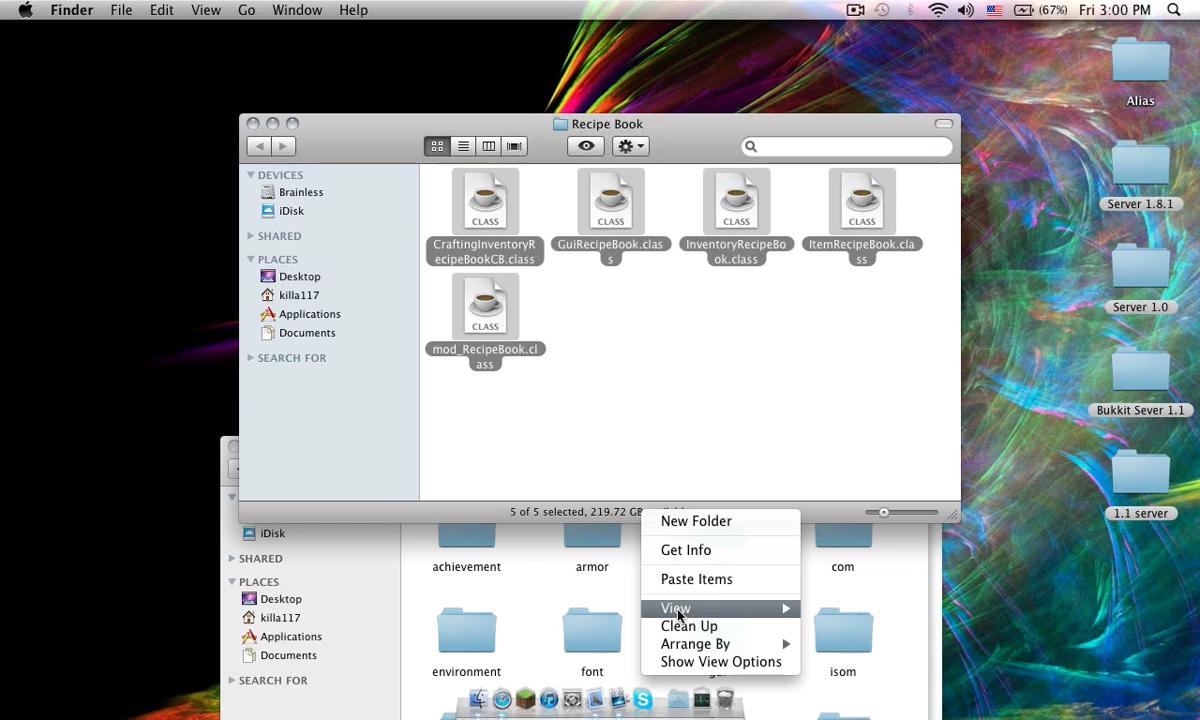 Finder File Edit View Go Window Help
(67%) Fri 3:00 PM
Alias
Server 1.8.1
Server 1.0
Bukkit Sever 1.1
1.1 server
Recipe Book
DEVICES
Brainless
iDisk
SHARED
PLACES
Desktop
killa117
Applications
Documents
SEARCH FOR
CLASS CLASS CLASS CLASS
CraftingInventoryR GuiRecipeBook.clas InventoryRecipeBo ItemRecipeBook.cla
ecipeBookCB.class s ok.class ss
CLASS
mod_RecipeBook.cl
ass
5 of 5 selected, 219.72 GB
New Folder
Get Info
Paste Items
View
Clean Up
Arrange By
Show View Options
iDisk
SHARED
PLACES
Desktop
killa117
Applications
Documents
SEARCH FOR
achievement armor com
environment font isom